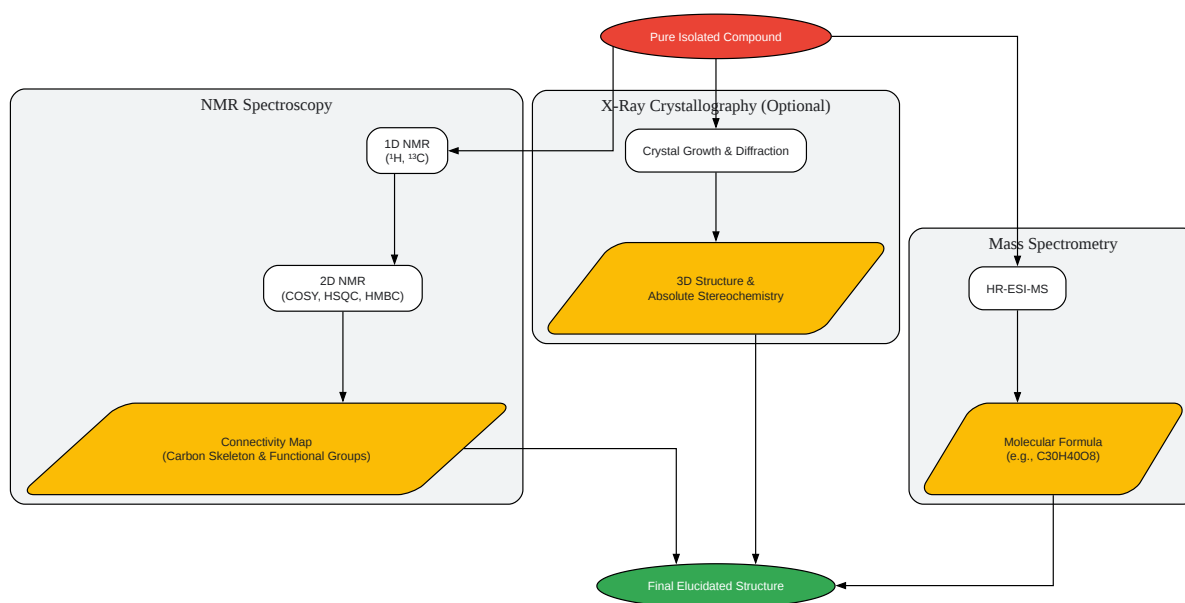 Pure Isolated Compound
NMR Spectroscopy
X-Ray Crystallography (Optional)
1D NMR
(¹H, ¹³C)
Crystal Growth & Diffraction
Mass Spectrometry
2D NMR
(COSY, HSQC, HMBC)
3D Structure &
Absolute Stereochemistry
HR-ESI-MS
Connectivity Map
(Carbon Skeleton & Functional Groups)
Molecular Formula
(e.g., C30H40O8)
Final Elucidated Structure